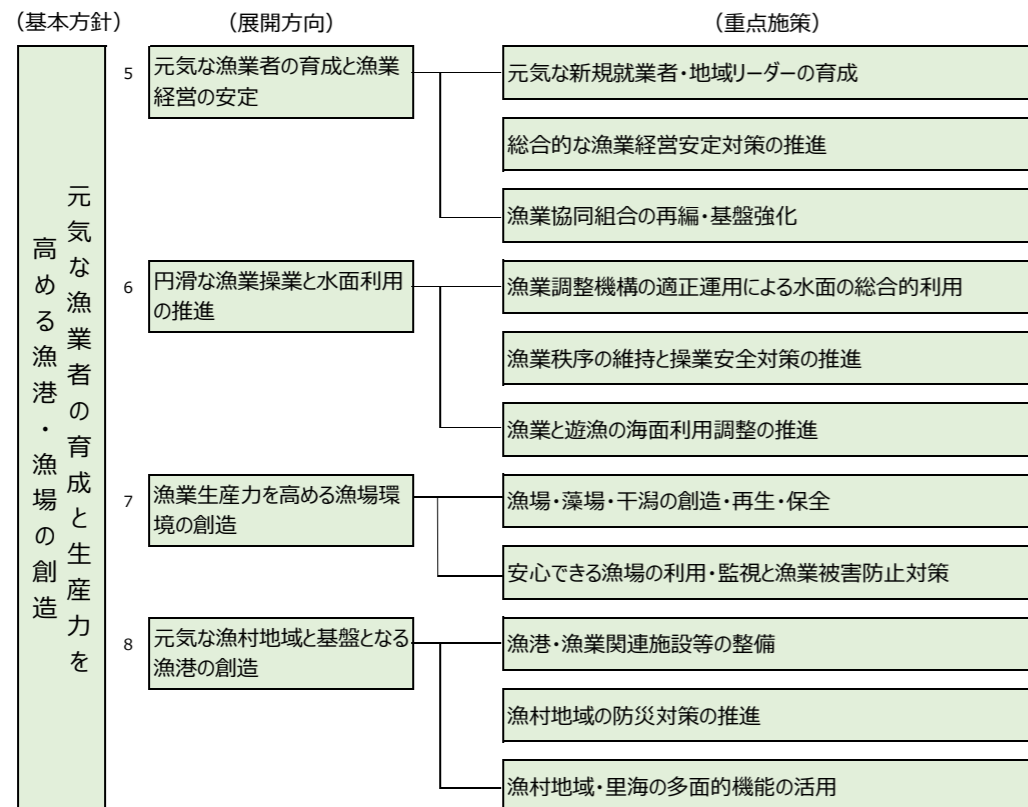 （基本方針）
（展開方向）
（重点施策）
元気な漁業者の育成と生産力を
高める漁港・漁場の創造
5
元気な漁業者の育成と漁業
経営の安定
元気な新規就業者・地域リーダーの育成
総合的な漁業経営安定対策の推進
漁業協同組合の再編・基盤強化
6
円滑な漁業操業と水面利用
の推進
漁業調整機構の適正運用による水面の総合的利用
漁業秩序の維持と操業安全対策の推進
漁業と遊漁の海面利用調整の推進
7
漁業生産力を高める漁場環
境の創造
漁場・藻場・干潟の創造・再生・保全
安心できる漁場の利用・監視と漁業被害防止対策
8
元気な漁村地域と基盤となる
漁港の創造
漁港・漁業関連施設等の整備
漁村地域の防災対策の推進
漁村地域・里海の多面的機能の活用